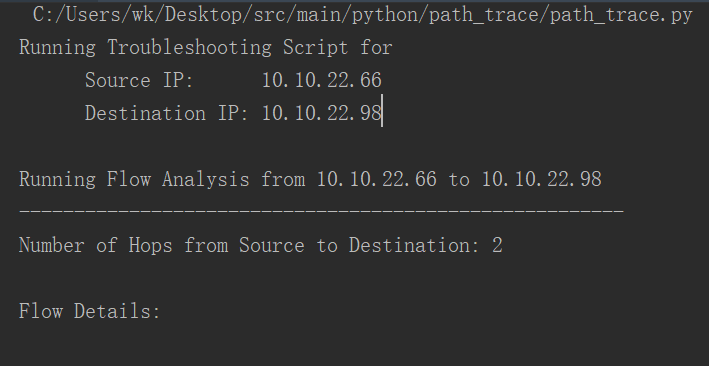 C:/Users/wk/Desktop/src/main/python/path_trace/path_trace.py
Running Troubleshooting Script for
Source IP: 10.10.22.66
Destination IP: 10.10.22.98
Running Flow Analysis from 10.10.22.66 to 10.10.22.98
-------------------------------------------------------
Number of Hops from Source to Destination: 2
Flow Details: